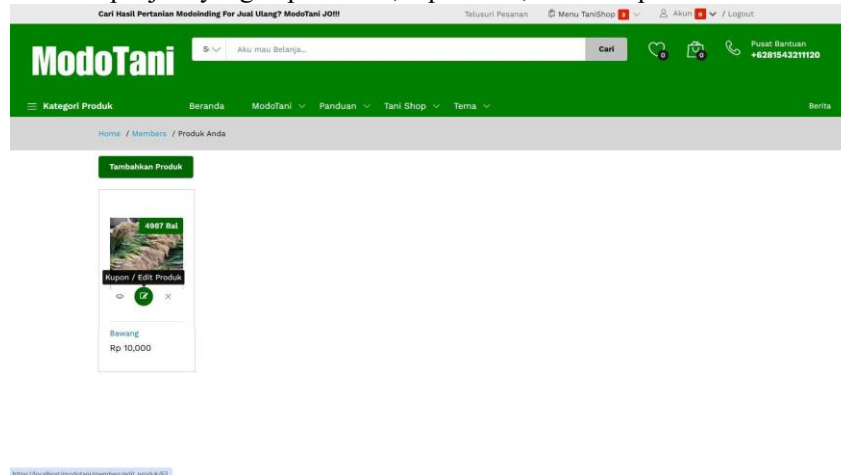 Cari Hasil Pertanian Modoinding For Jual Ulang? ModoTani JO!!!
Telusuri Pesanan Menu TaniShop Akun / Logout
ModoTani
Aku mau Belanja...
Cari
0
0
Pusat Bantuan
+6281543211120
Kategori Produk Beranda ModoTani Panduan Tani Shop Tema Berita
Home / Members / Produk Anda
Tambahkan Produk
4987 Bal
Kupon / Edit Produk
Bawang
Rp 10,000